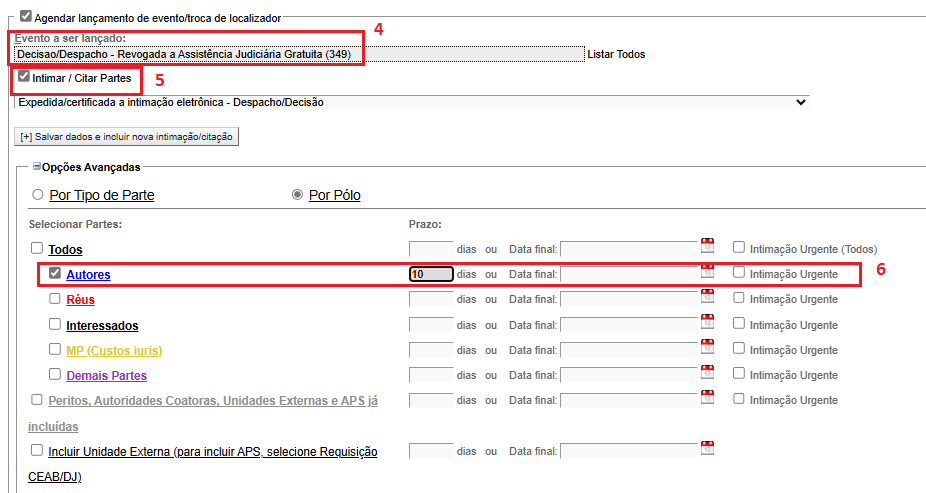 Agendar lançamento de evento/troca de localizador
4
Evento a ser lançado:
Decisao/Despacho - Revogada a Assistência Judiciária Gratuita (349) Listar Todos
Intimar / Citar Partes 5
Expedida/certificada a intimação eletrônica - Despacho/Decisão
[+] Salvar dados e incluir nova intimação/citação
Opções Avançadas
Por Tipo de Parte Por Pólo
Selecionar Partes: Prazo:
Todos dias ou Data final: Intimação Urgente (Todos)
Autores 10 dias ou Data final: Intimação Urgente 6
Réus dias ou Data final: Intimação Urgente
Interessados dias ou Data final: Intimação Urgente
MP (Custos iuris) dias ou Data final: Intimação Urgente
Demais Partes dias ou Data final: Intimação Urgente
Peritos, Autoridades Coatoras, Unidades Externas e APS já dias ou Data final: Intimação Urgente
incluídas
Incluir Unidade Externa (para incluir APS, selecione Requisição dias ou Data final:
CEAB/DJ)